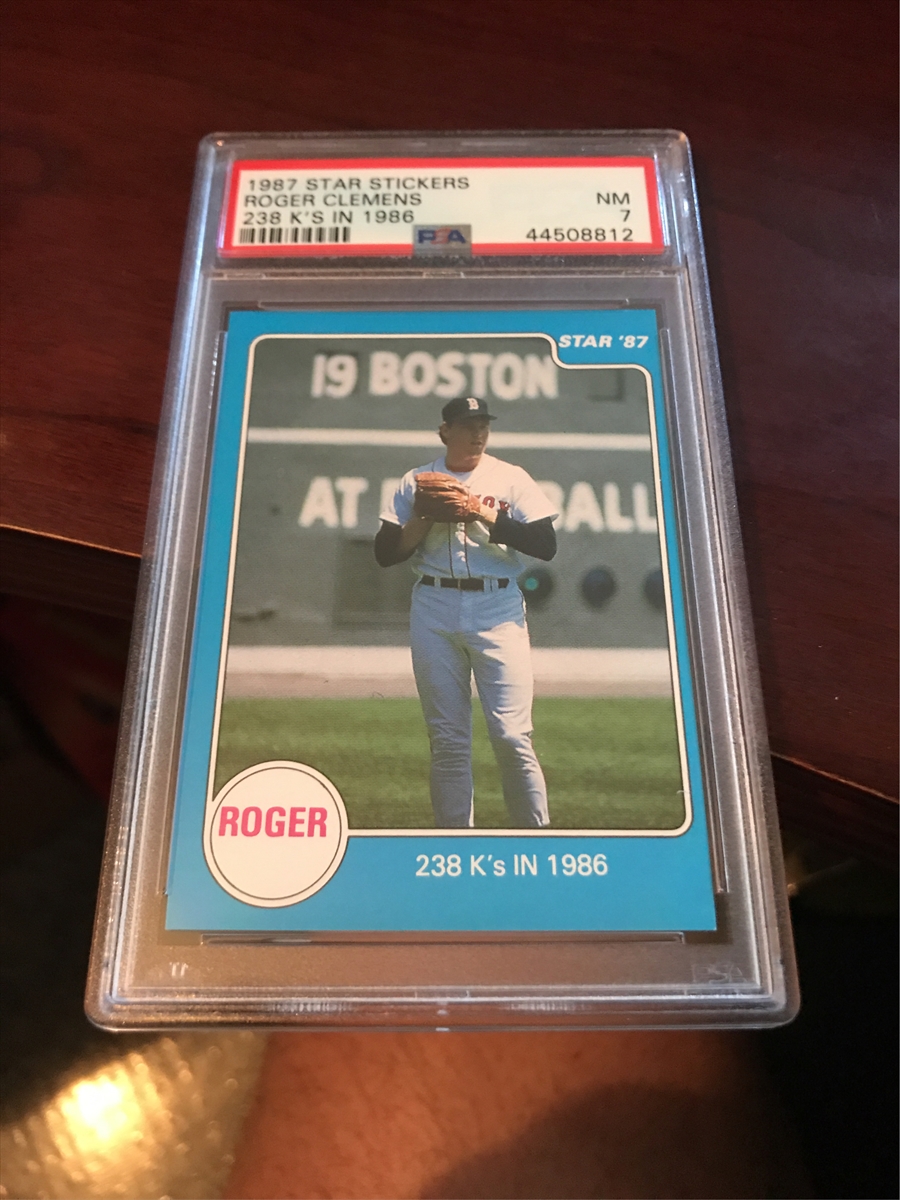 1987 STAR STICKERS
ROGER CLEMENS
238 K'S IN 1986
NM
7
PSA
44508812
STAR '87
19 BOSTON
B
AT BALL
ROGER
238 K's IN 1986